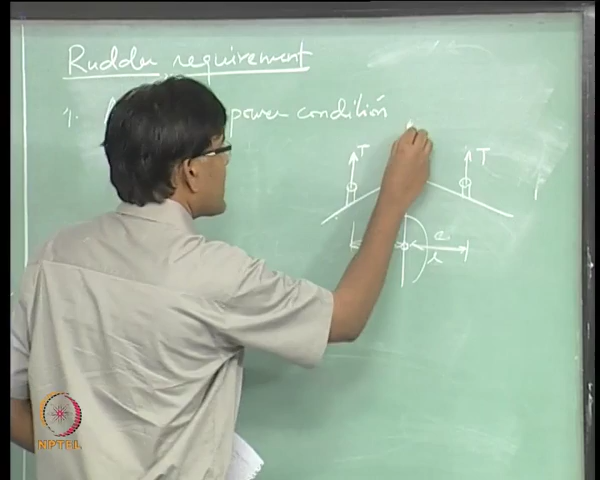 Rudder requirement
1. power condition
T T
e
NPTEL